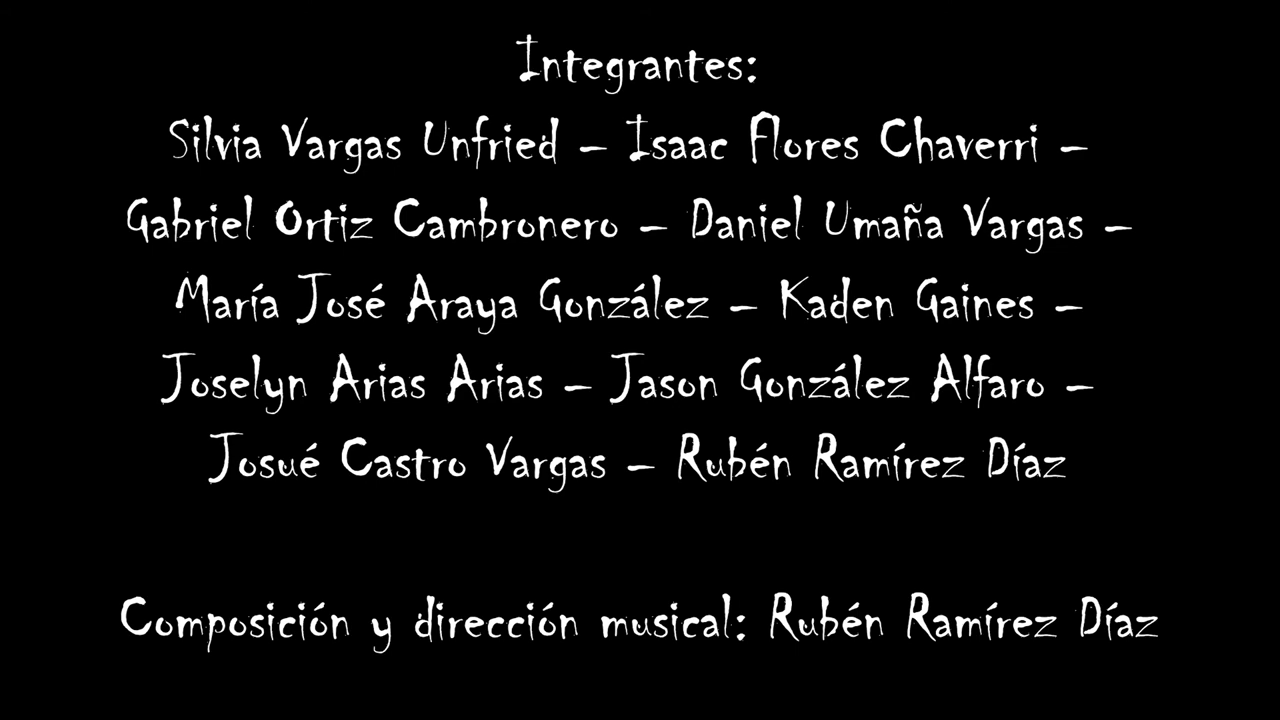 Integrantes:
Silvia Vargas Unfried – Isaac Flores Chaverri –
Gabriel Ortiz Cambronero – Daniel Umaña Vargas –
María José Araya González – Kaden Gaines –
Joselyn Arias Arias – Jason González Alfaro –
Josué Castro Vargas – Rubén Ramírez Díaz
Composición y dirección musical: Rubén Ramírez Díaz